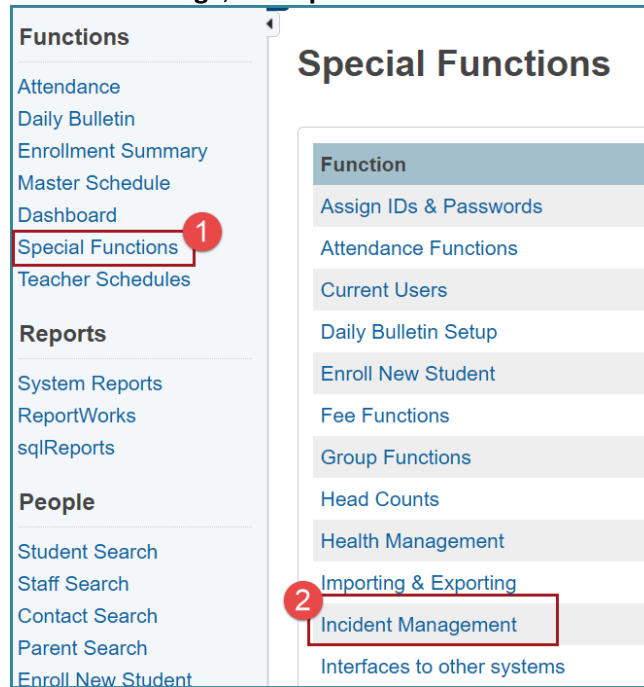 Functions
Attendance
Daily Bulletin
Enrollment Summary
Master Schedule
Dashboard
Special Functions
1
Teacher Schedules
Reports
System Reports
ReportWorks
sqlReports
People
Student Search
Staff Search
Contact Search
Parent Search
Enroll New Student
Special Functions
Function
Assign IDs & Passwords
Attendance Functions
Current Users
Daily Bulletin Setup
Enroll New Student
Fee Functions
Group Functions
Head Counts
Health Management
Importing & Exporting
2
Incident Management
Interfaces to other systems